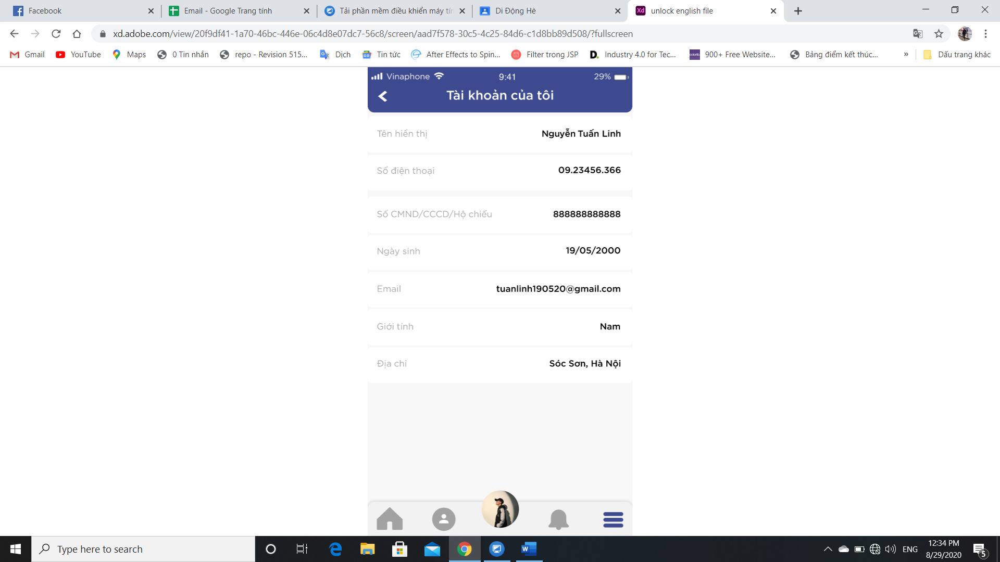 Facebook
Email - Google Trang tính
Tải phần mềm điều khiển máy tín
Di Động Hè
Xd unlock english file
xd.adobe.com/view/20f9df41-1a70-46bc-446e-06c4d8e07dc7-56c8/screen/aad7f578-30c5-4c25-84d6-c1d8bb89d508/?fullscreen
Gmail YouTube Maps 0 Tin nhắn repo - Revision 515... Dịch Tin tức After Effects to Spin... Filter trong JSP D. Industry 4.0 for Tec... 900+ Free Website... Bảng điểm kết thúc... » Dấu trang khác
Vinaphone 9:41 29%
Tài khoản của tôi
Tên hiển thị Nguyễn Tuấn Linh
Số điện thoại 09.23456.366
Số CMND/CCCD/Hộ chiếu 888888888888
Ngày sinh 19/05/2000
Email tuanlinh190520@gmail.com
Giới tính Nam
Địa chỉ Sóc Sơn, Hà Nội
Type here to search
ENG
12:34 PM
8/29/2020
5